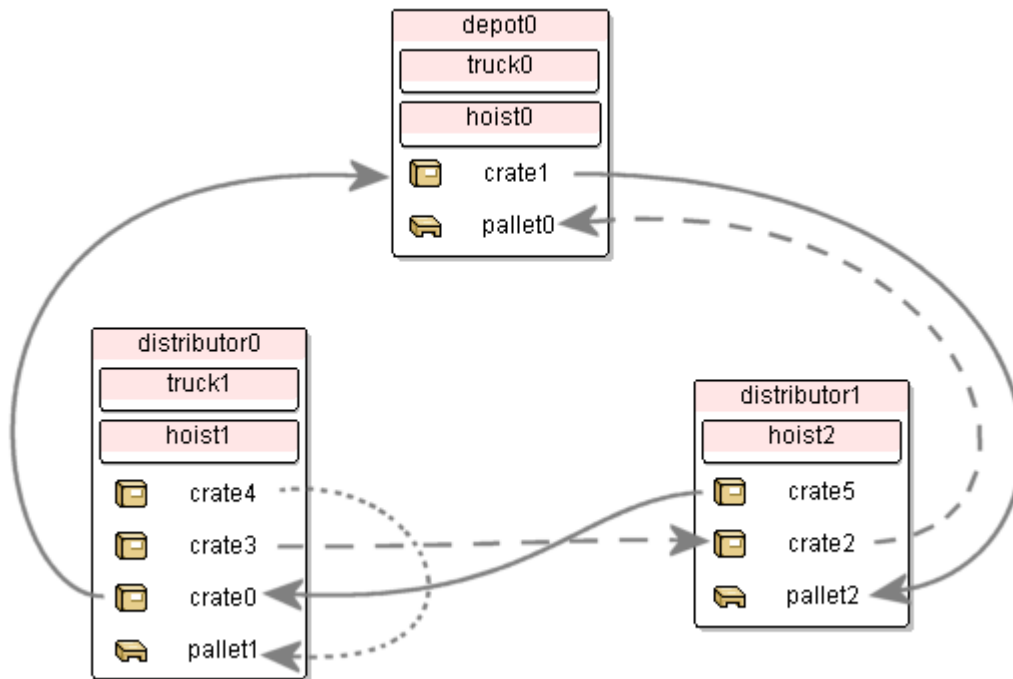 depot0
truck0
hoist0
crate1
pallet0
distributor0
truck1
hoist1
crate4
crate3
crate0
pallet1
distributor1
hoist2
crate5
crate2
pallet2